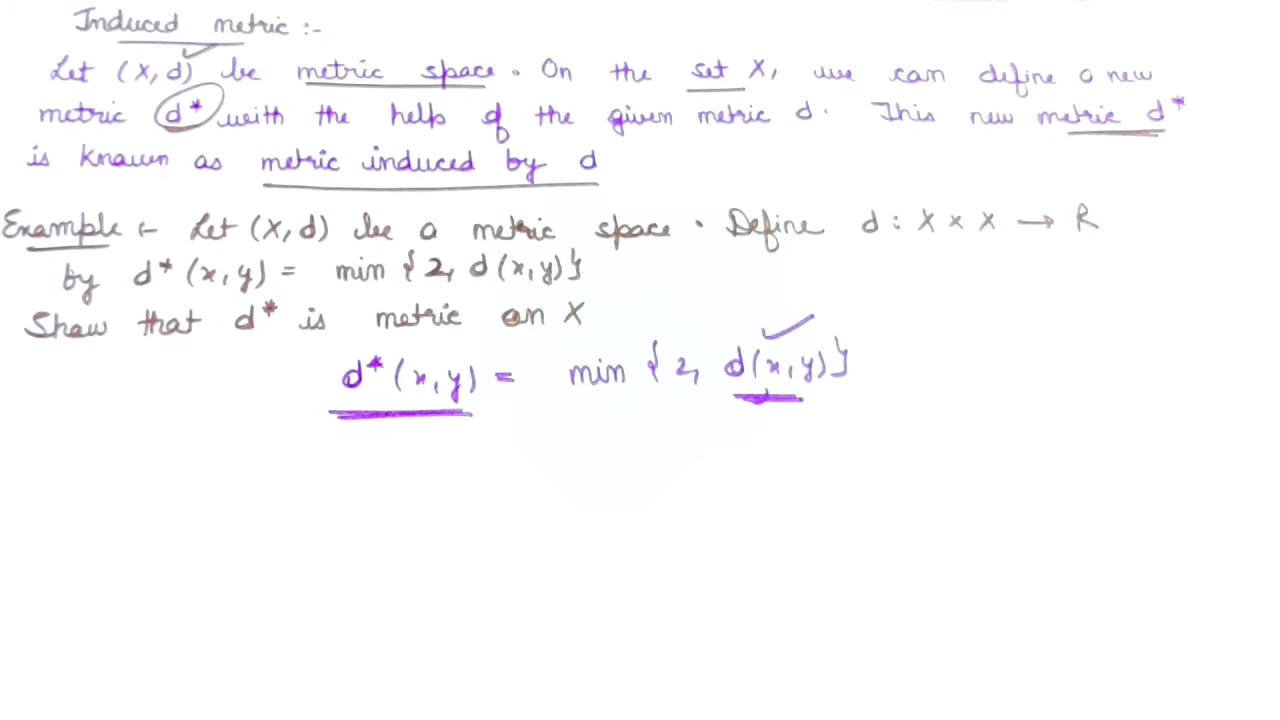 Induced metric :-
Let (X, d) be metric space. On the set X, we can define a new
metric d* with the help of the given metric d. This new metric d*
is known as metric induced by d
Example :- Let (X, d) be a metric space. Define d : X × X → R
by d*(x, y) = min {2, d(x, y)}
Show that d* is metric on X
d*(x, y) = min {2, d(x, y)}